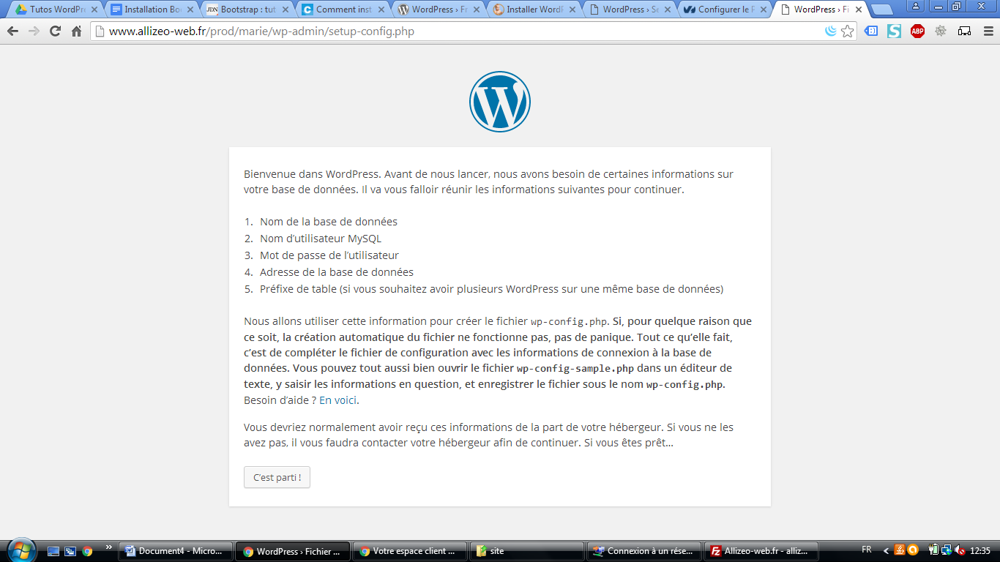 Tutos WordPre
Installation Boo
Bootstrap : tut
Comment inst
WordPress › Fr
Installer WordP
WordPress › Se
Configurer le F
WordPress › Fi
www.allizeo-web.fr/prod/marie/wp-admin/setup-config.php
ABP
W
Bienvenue dans WordPress. Avant de nous lancer, nous avons besoin de certaines informations sur
votre base de données. Il va vous falloir réunir les informations suivantes pour continuer.
1. Nom de la base de données
2. Nom d’utilisateur MySQL
3. Mot de passe de l’utilisateur
4. Adresse de la base de données
5. Préfixe de table (si vous souhaitez avoir plusieurs WordPress sur une même base de données)
Nous allons utiliser cette information pour créer le fichier wp-config.php. Si, pour quelque raison que
ce soit, la création automatique du fichier ne fonctionne pas, pas de panique. Tout ce qu’elle fait,
c’est de compléter le fichier de configuration avec les informations de connexion à la base de
données. Vous pouvez tout aussi bien ouvrir le fichier wp-config-sample.php dans un éditeur de
texte, y saisir les informations en question, et enregistrer le fichier sous le nom wp-config.php.
Besoin d’aide ? En voici.
Vous devriez normalement avoir reçu ces informations de la part de votre hébergeur. Si vous ne les
avez pas, il vous faudra contacter votre hébergeur afin de continuer. Si vous êtes prêt…
C’est parti !
Document4 - Micro...
WordPress › Fichier ...
Votre espace client ...
site
Connexion à un rése...
Allizeo-web.fr - alliz...
FR
12:35